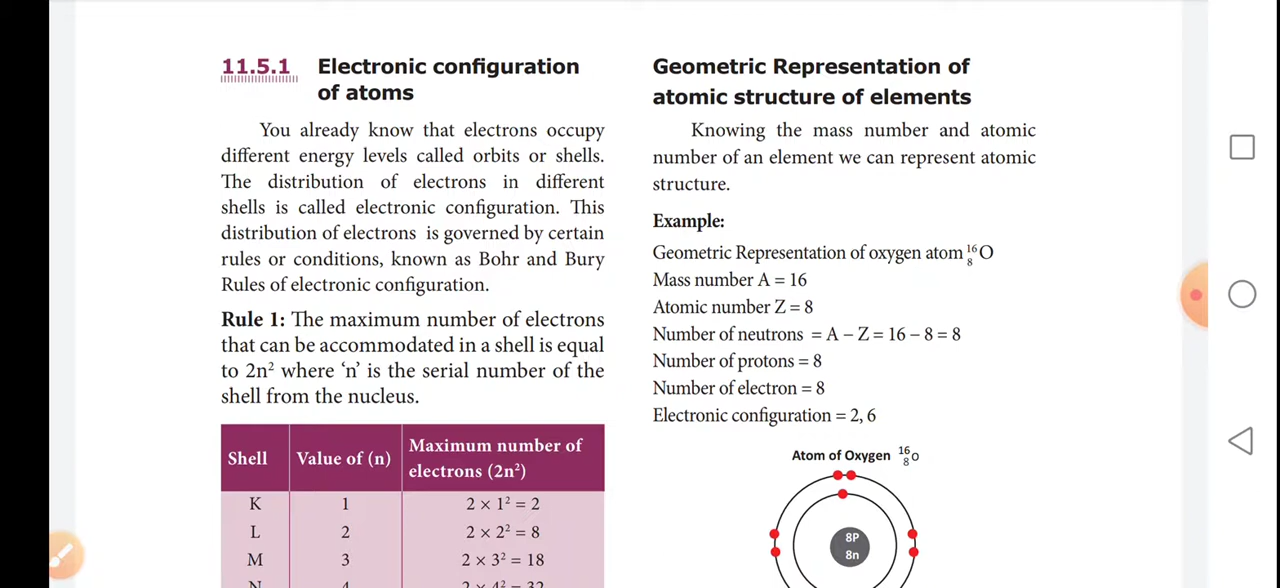 11.5.1 Electronic configuration
of atoms
You already know that electrons occupy
different energy levels called orbits or shells.
The distribution of electrons in different
shells is called electronic configuration. This
distribution of electrons is governed by certain
rules or conditions, known as Bohr and Bury
Rules of electronic configuration.
Rule 1: The maximum number of electrons
that can be accommodated in a shell is equal
to 2n² where ‘n’ is the serial number of the
shell from the nucleus.
Shell Value of (n) Maximum number of
electrons (2n²)
K 1 2 × 1² = 2
L 2 2 × 2² = 8
M 3 2 × 3² = 18
N 4 2 × 4² = 32
Geometric Representation of
atomic structure of elements
Knowing the mass number and atomic
number of an element we can represent atomic
structure.
Example:
Geometric Representation of oxygen atom ¹⁶₈O
Mass number A = 16
Atomic number Z = 8
Number of neutrons = A – Z = 16 – 8 = 8
Number of protons = 8
Number of electron = 8
Electronic configuration = 2, 6
Atom of Oxygen ¹⁶₈O
8P
8n